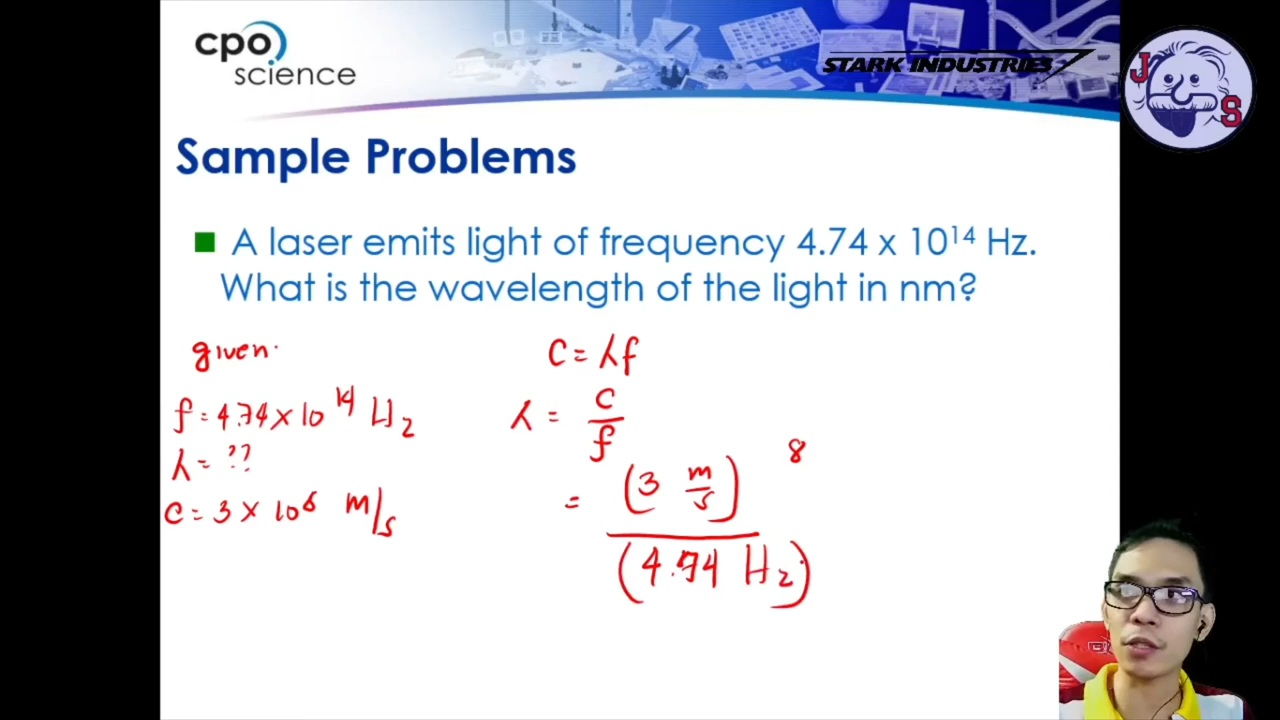 cpo
science
STARK INDUSTRIES
J
S
Sample Problems
A laser emits light of frequency 4.74 x 10¹⁴ Hz.
What is the wavelength of the light in nm?
given:
f = 4.74 x 10¹⁴ Hz
λ = ??
c = 3 x 10⁸ m/s
c = λf
λ = c/f
= (3 m/s) 8
(4.74 Hz)